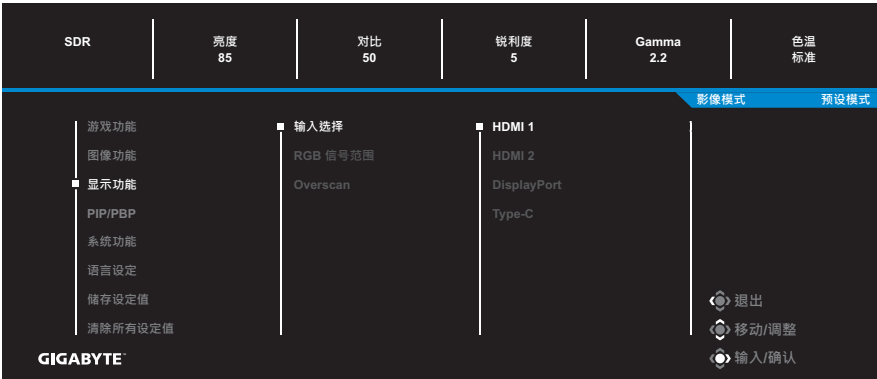 SDR 亮度 对比 锐利度 Gamma 色温
85 50 5 2.2 标准
影像模式 预设模式
游戏功能 输入选择 HDMI 1
图像功能 RGB 信号范围 HDMI 2
显示功能 Overscan DisplayPort
PIP/PBP Type-C
系统功能
语言设定
储存设定值 退出
清除所有设定值 移动/调整
GIGABYTE 输入/确认